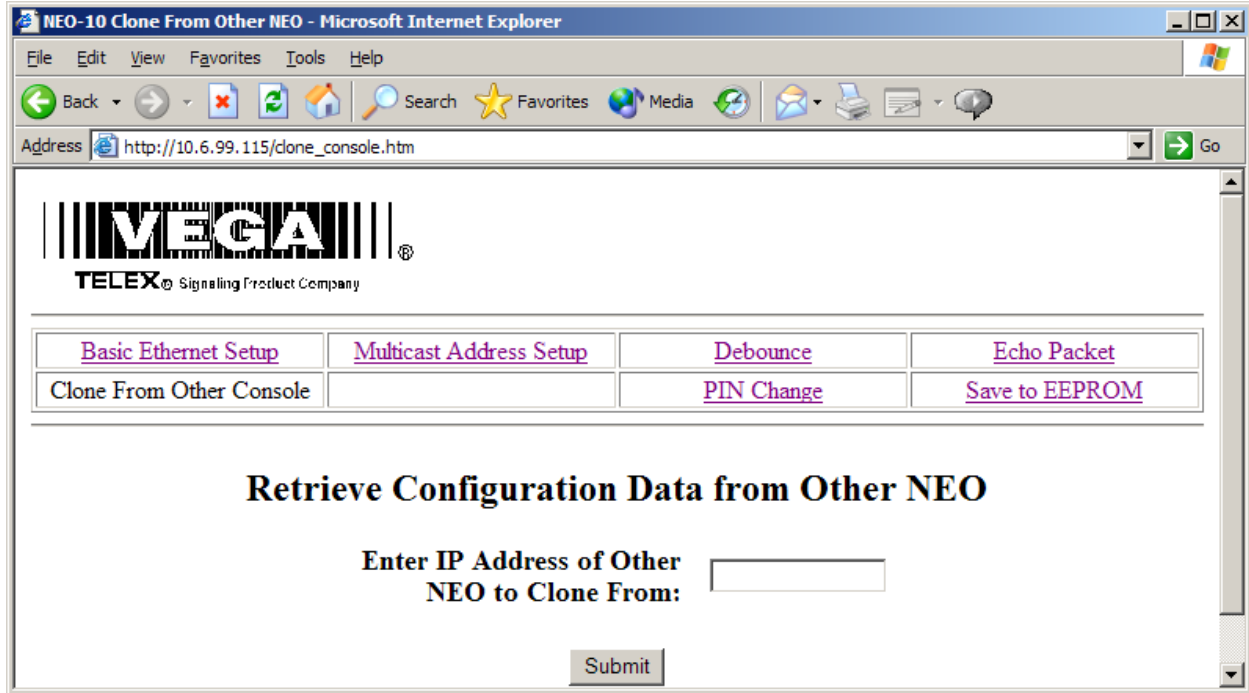 NEO-10 Clone From Other NEO - Microsoft Internet Explorer
File Edit View Favorites Tools Help
Back Search Favorites Media
Address http://10.6.99.115/clone_console.htm Go
VEGA ®
TELEX® Signaling Product Company
Basic Ethernet Setup Multicast Address Setup Debounce Echo Packet
Clone From Other Console PIN Change Save to EEPROM
Retrieve Configuration Data from Other NEO
Enter IP Address of Other
NEO to Clone From:
Submit